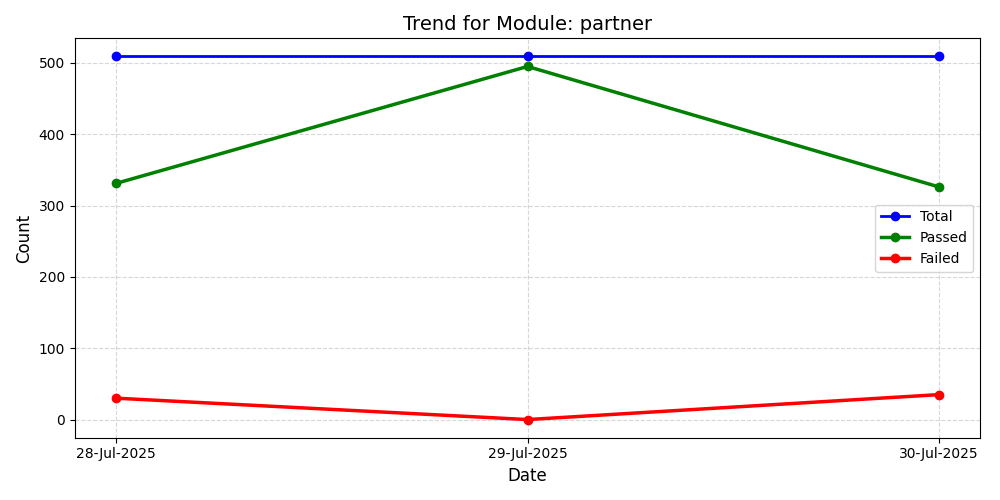 Trend for Module: partner
Count
500
400
300
200
100
0
Total
Passed
Failed
28-Jul-2025
29-Jul-2025
30-Jul-2025
Date